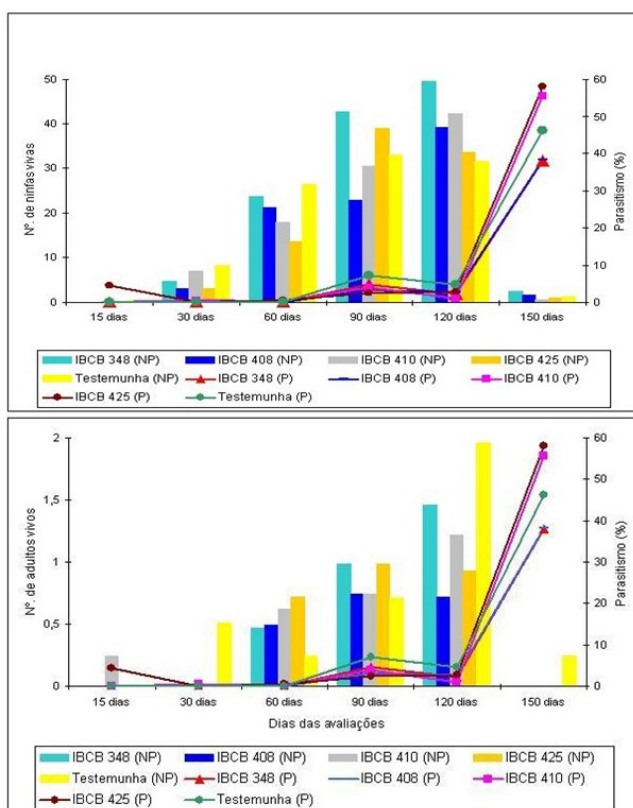 50
40
30
20
10
0
Nº. de ninfas vivas
60
50
40
30
20
10
0
Parasitismo (%)
15 dias 30 dias 60 dias 90 dias 120 dias 150 dias
IBCB 348 (NP) IBCB 408 (NP) IBCB 410 (NP) IBCB 425 (NP)
Testemunha (NP) IBCB 348 (P) IBCB 408 (P) IBCB 410 (P)
IBCB 425 (P) Testemunha (P)
2
1,5
1
0,5
0
Nº. de adultos vivos
60
50
40
30
20
10
0
Parasitismo (%)
15 dias 30 dias 60 dias 90 dias 120 dias 150 dias
Dias das avaliações
IBCB 348 (NP) IBCB 408 (NP) IBCB 410 (NP) IBCB 425 (NP)
Testemunha (NP) IBCB 348 (P) IBCB 408 (P) IBCB 410 (P)
IBCB 425 (P) Testemunha (P)